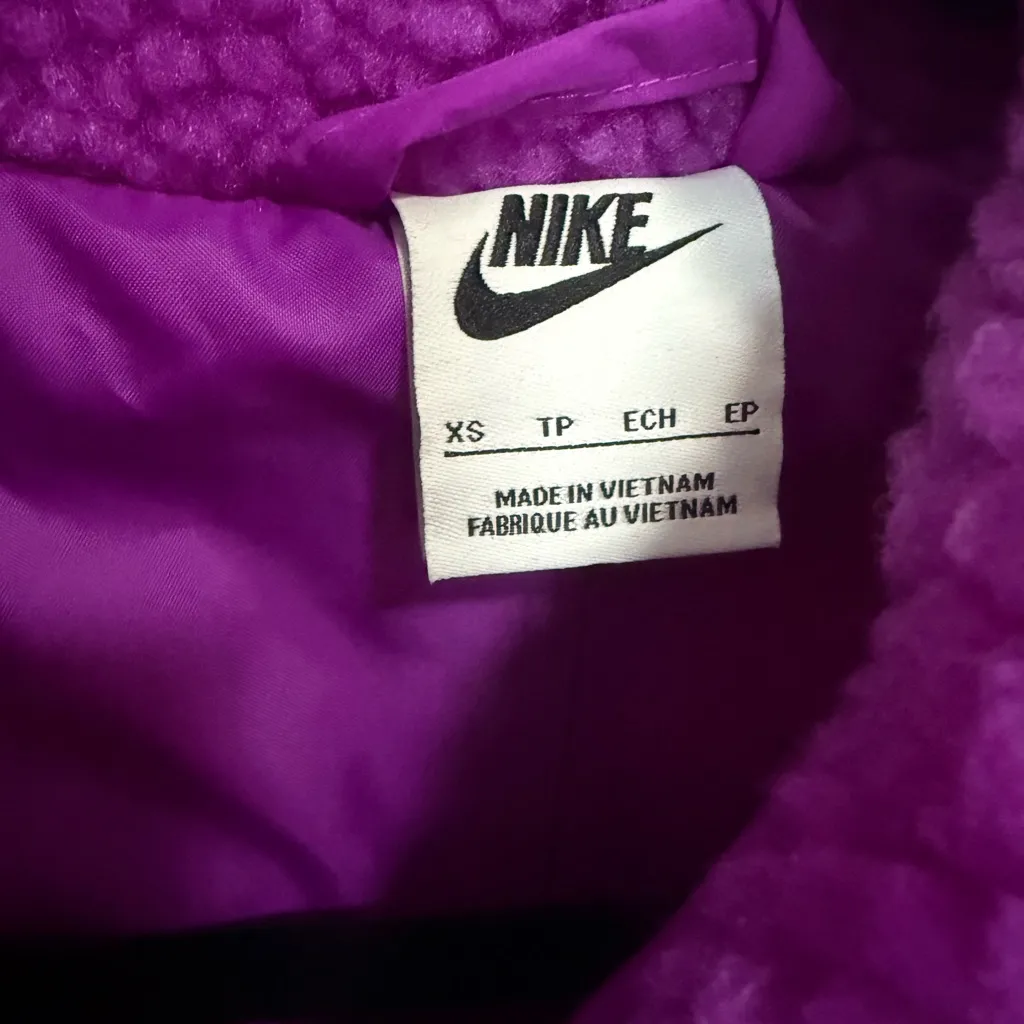 NIKE
XS TP ECH EP
MADE IN VIETNAM
FABRIQUE AU VIETNAM